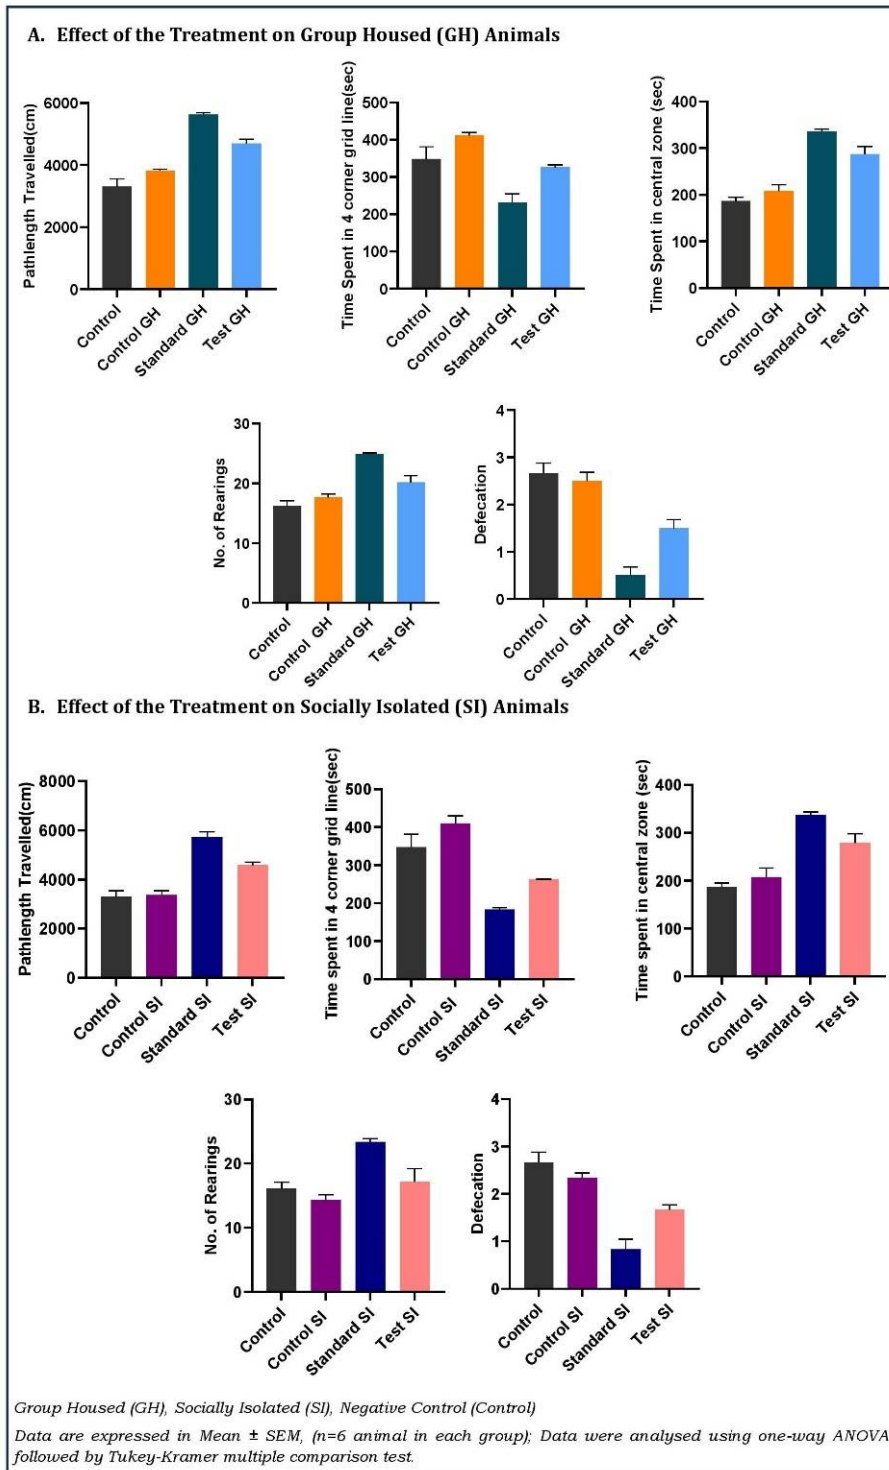 A. Effect of the Treatment on Group Housed (GH) Animals
Pathlength Travelled(cm)
6000
4000
2000
0
Control
Control GH
Standard GH
Test GH
Time Spent in 4 corner grid line(sec)
500
400
300
200
100
0
Control
Control GH
Standard GH
Test GH
Time Spent in central zone (sec)
400
300
200
100
0
Control
Control GH
Standard GH
Test GH
No. of Rearings
30
20
10
0
Control
Control GH
Standard GH
Test GH
Defecation
4
3
2
1
0
Control
Control GH
Standard GH
Test GH
B. Effect of the Treatment on Socially Isolated (SI) Animals
Pathlength Travelled(cm)
8000
6000
4000
2000
0
Control
Control SI
Standard SI
Test SI
Time spent in 4 corner grid line(sec)
500
400
300
200
100
0
Control
Control SI
Standard SI
Test SI
Time spent in central zone (sec)
400
300
200
100
0
Control
Control SI
Standard SI
Test SI
No. of Rearings
30
20
10
0
Control
Control SI
Standard SI
Test SI
Defecation
4
3
2
1
0
Control
Control SI
Standard SI
Test SI
Group Housed (GH), Socially Isolated (SI), Negative Control (Control)
Data are expressed in Mean ± SEM, (n=6 animal in each group); Data were analysed using one-way ANOVA
followed by Tukey-Kramer multiple comparison test.